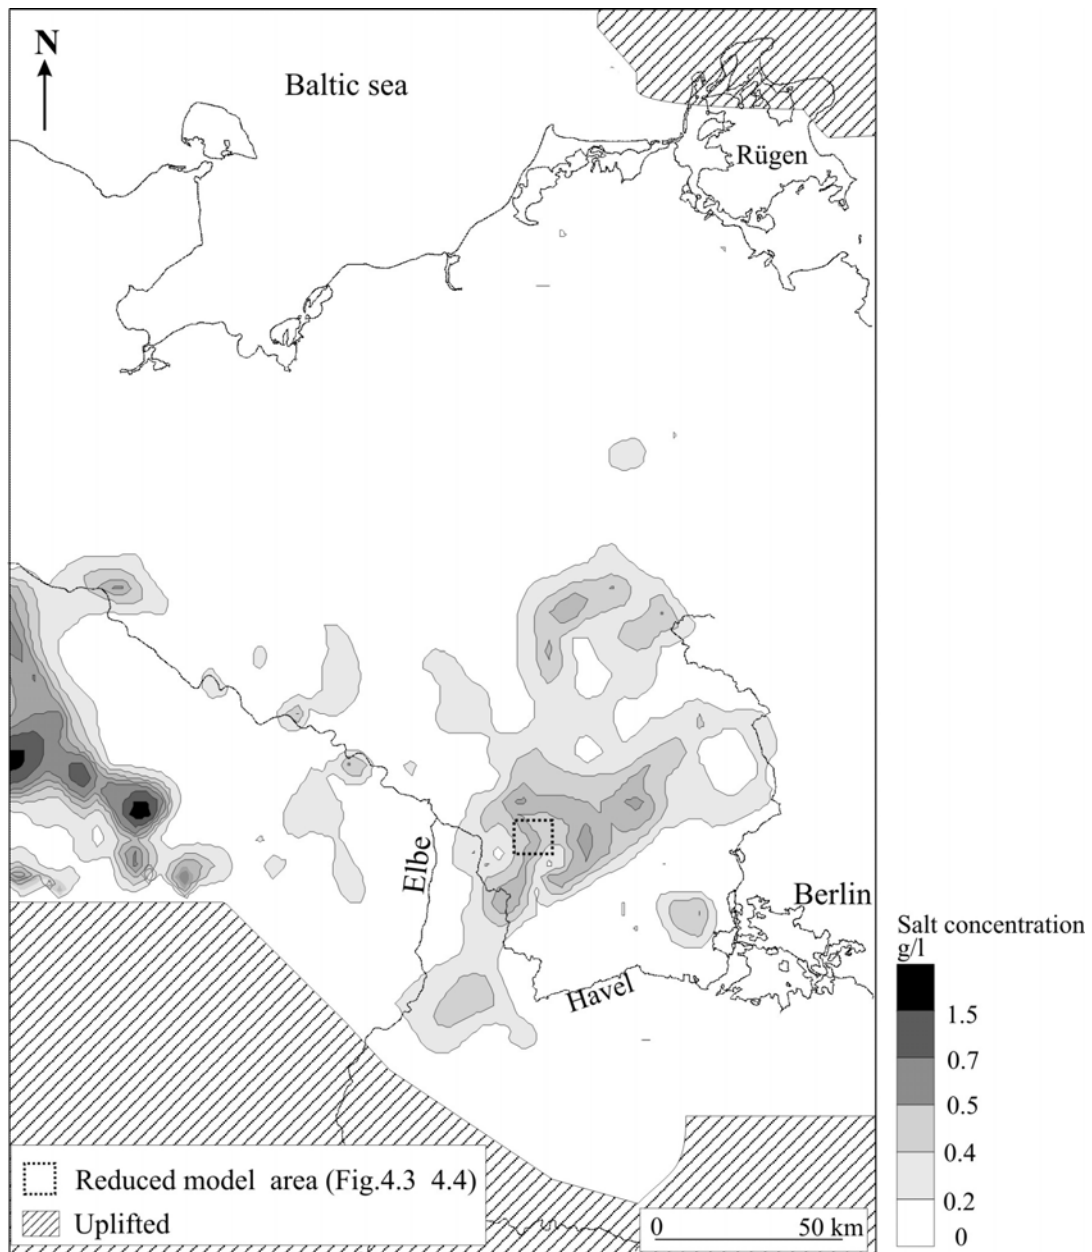 N
Baltic sea
Rügen
Elbe
Berlin
Havel
Salt concentration
g/l
1.5
0.7
0.5
0.4
0.2
0
Reduced model area (Fig.4.3 4.4)
Uplifted
0 50 km